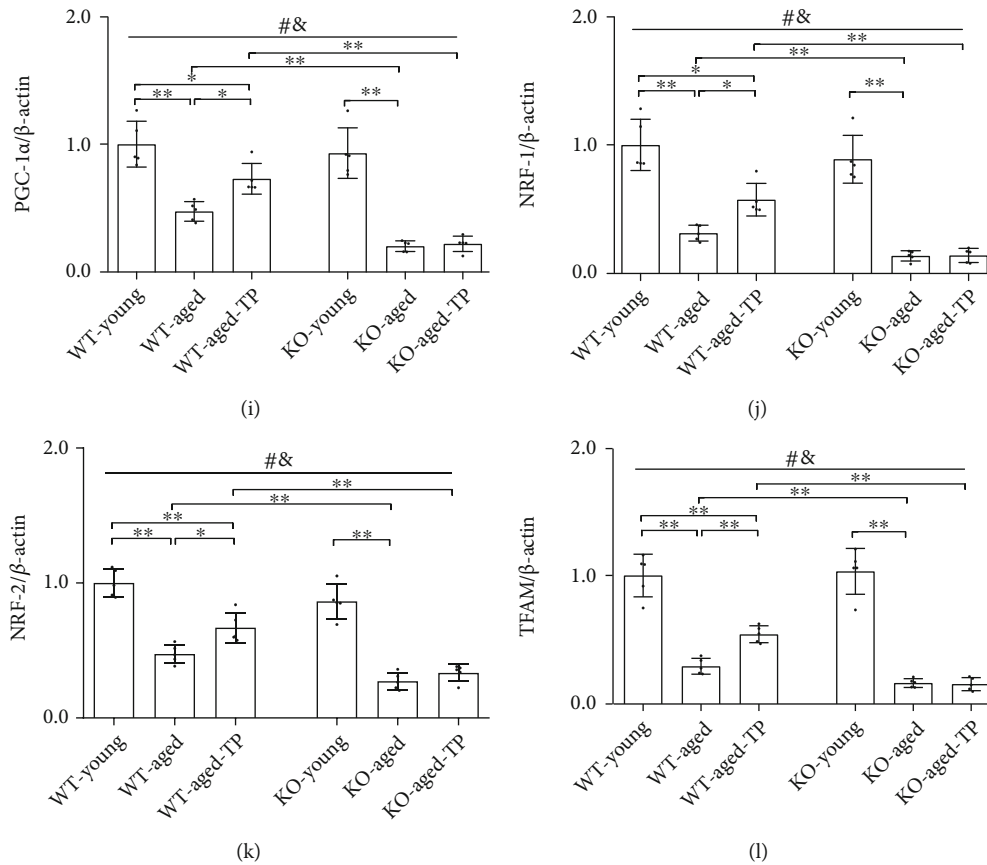 #&
**
**
*
**
*
**
2.0
1.0
0.0
PGC-1α/β-actin
WT-young
WT-aged
WT-aged-TP
KO-young
KO-aged
KO-aged-TP
(i)
#&
**
**
*
**
*
**
2.0
1.0
0.0
NRF-1/β-actin
WT-young
WT-aged
WT-aged-TP
KO-young
KO-aged
KO-aged-TP
(j)
#&
**
**
**
**
*
**
2.0
1.0
0.0
NRF-2/β-actin
WT-young
WT-aged
WT-aged-TP
KO-young
KO-aged
KO-aged-TP
(k)
#&
**
**
**
**
**
**
2.0
1.0
0.0
TFAM/β-actin
WT-young
WT-aged
WT-aged-TP
KO-young
KO-aged
KO-aged-TP
(l)